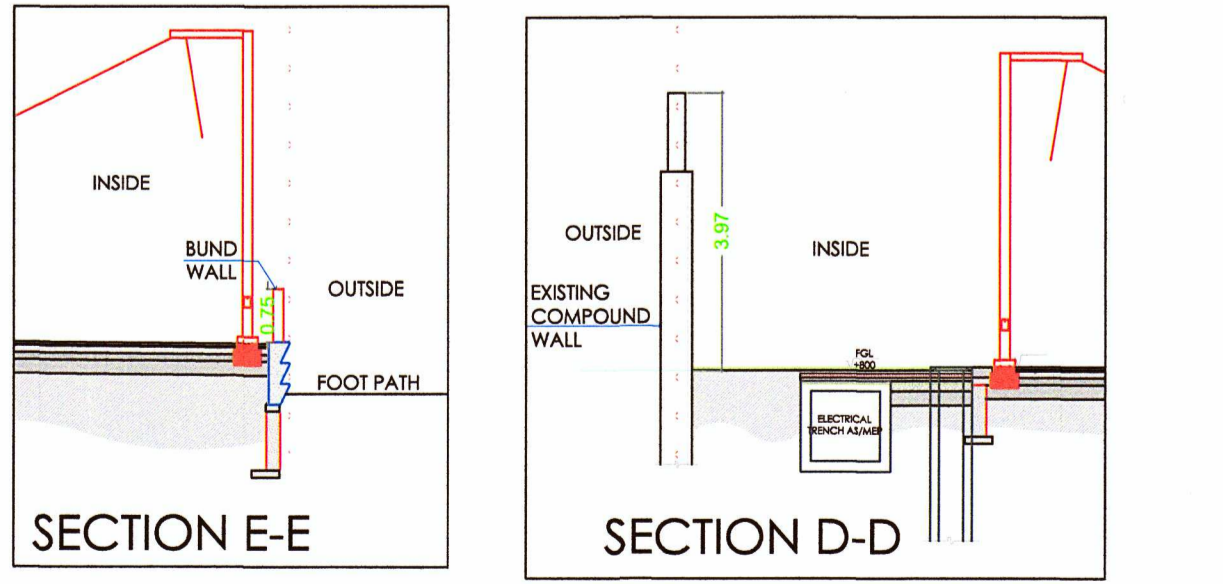 INSIDE
BUND
WALL
0.75
OUTSIDE
FOOT PATH
SECTION E-E
OUTSIDE
3.97
INSIDE
EXISTING
COMPOUND
WALL
FGL
+800
ELECTRICAL
TRENCH AS/MEP
SECTION D-D